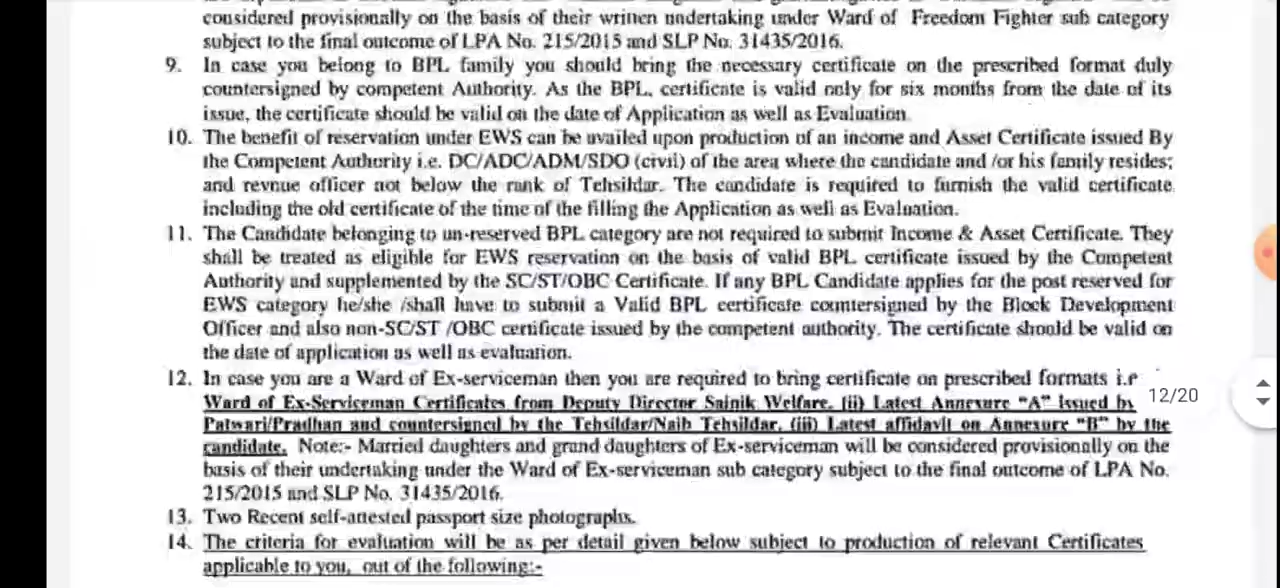 considered provisionally on the basis of their written undertaking under Ward of Freedom Fighter sub category
subject to the final outcome of LPA No. 215/2015 and SLP No. 31435/2016.
9. In case you belong to BPL family you should bring the necessary certificate on the prescribed format duly
countersigned by competent Authority. As the BPL, certificate is valid only for six months from the date of its
issue, the certificate should be valid on the date of Application as well as Evaluation.
10. The benefit of reservation under EWS can be availed upon production of an income and Asset Certificate issued By
the Competent Authority i.e. DC/ADC/ADM/SDO (civil) of the area where the candidate and /or his family resides;
and revnue officer not below the rank of Tehsildar. The candidate is required to furnish the valid certificate
including the old certificate of the time of the filling the Application as well as Evaluation.
11. The Candidate belonging to un-reserved BPL category are not required to submit Income & Asset Certificate. They
shall be treated as eligible for EWS reservation on the basis of valid BPL certificate issued by the Competent
Authority and supplemented by the SC/ST/OBC Certificate. If any BPL Candidate applies for the post reserved for
EWS category he/she /shall have to submit a Valid BPL certificate countersigned by the Block Development
Officer and also non-SC/ST /OBC certificate issued by the competent authority. The certificate should be valid on
the date of application as well as evaluation.
12. In case you are a Ward of Ex-serviceman then you are required to bring certificate on prescribed formats i.e
Ward of Ex-Serviceman Certificates from Deputy Director Sainik Welfare. (ii) Latest Annexure "A" issued by
12/20
Patwari/Pradhan and countersigned by the Tehsildar/Naib Tehsildar. (iii) Latest affidavit on Annexure "B" by the
candidate. Note:- Married daughters and grand daughters of Ex-serviceman will be considered provisionally on the
basis of their undertaking under the Ward of Ex-serviceman sub category subject to the final outcome of LPA No.
215/2015 and SLP No. 31435/2016.
13. Two Recent self-attested passport size photographs.
14. The criteria for evaluation will be as per detail given below subject to production of relevant Certificates
applicable to you, out of the following:-